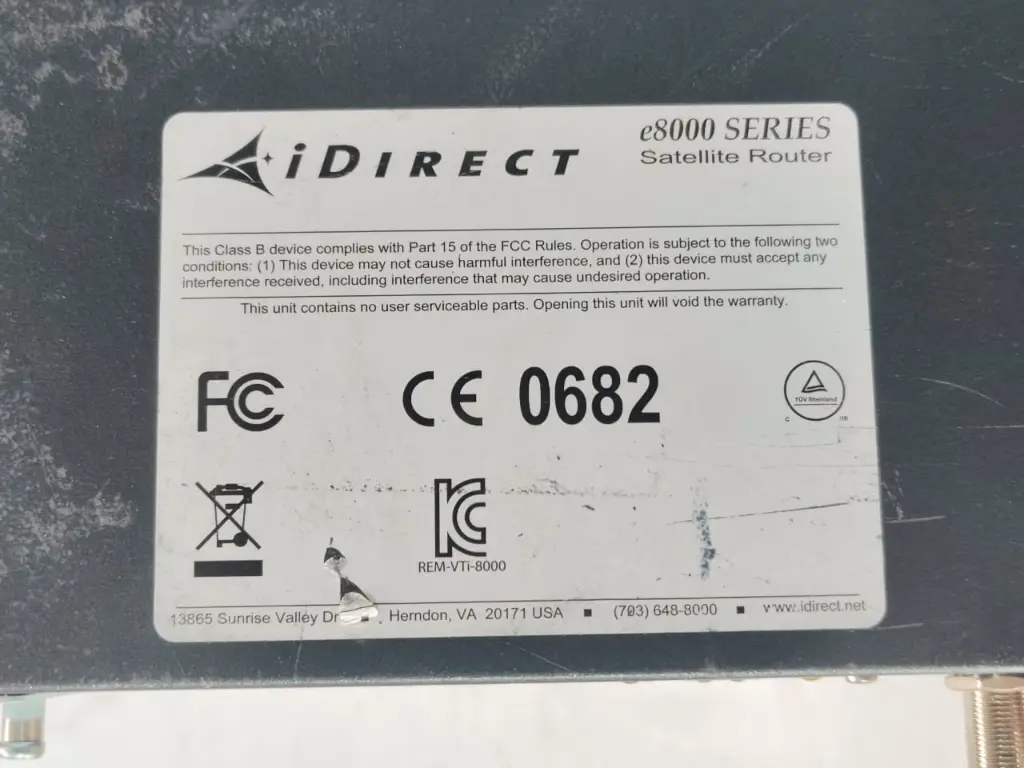 iDIRECT
e8000 SERIES
Satellite Router
This Class B device complies with Part 15 of the FCC Rules. Operation is subject to the following two
conditions: (1) This device may not cause harmful interference, and (2) this device must accept any
interference received, including interference that may cause undesired operation.
This unit contains no user serviceable parts. Opening this unit will void the warranty.
FC
CE 0682
TÜV Rheinland
C US
KC
REM-VTi-8000
13865 Sunrise Valley ■ Herndon, VA 20171 USA ■ (703) 648-8000 ■ www.idirect.net